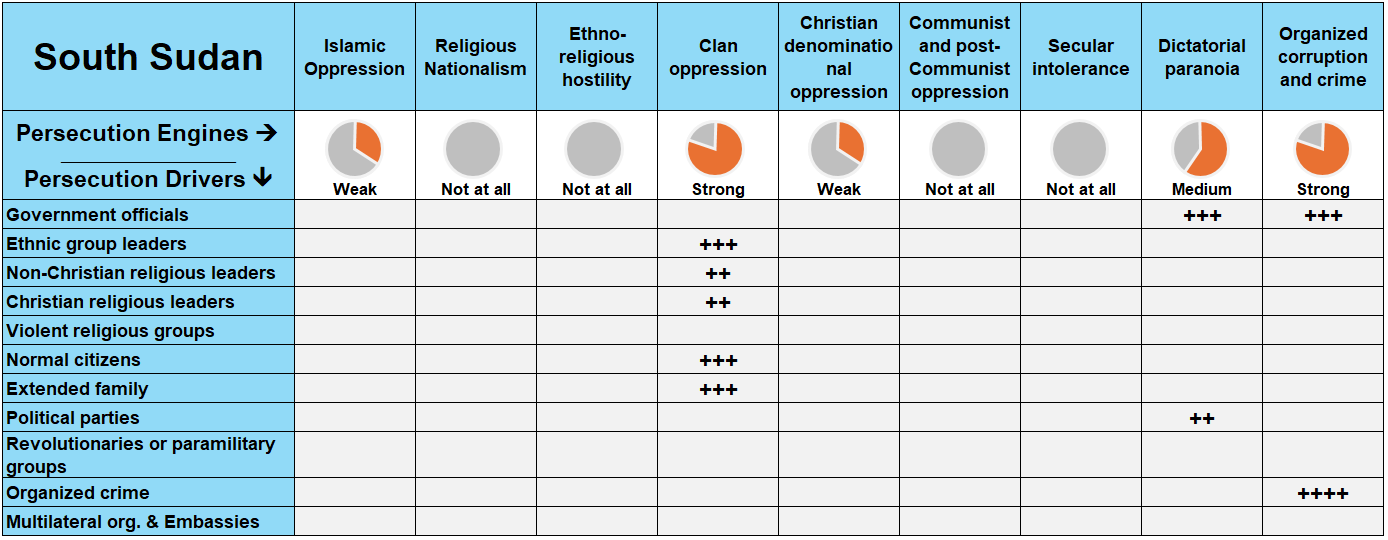 South Sudan
Islamic
Oppression
Religious
Nationalism
Ethno-
religious
hostility
Clan
oppression
Christian
denominatio
nal
oppression
Communist
and post-
Communist
oppression
Secular
intolerance
Dictatorial
paranoia
Organized
corruption
and crime
Persecution Engines →
Persecution Drivers ↓
Weak
Not at all
Not at all
Strong
Weak
Not at all
Not at all
Medium
Strong
Government officials +++ +++
Ethnic group leaders +++
Non-Christian religious leaders ++
Christian religious leaders ++
Violent religious groups
Normal citizens +++
Extended family +++
Political parties ++
Revolutionaries or paramilitary
groups
Organized crime ++++
Multilateral org. & Embassies